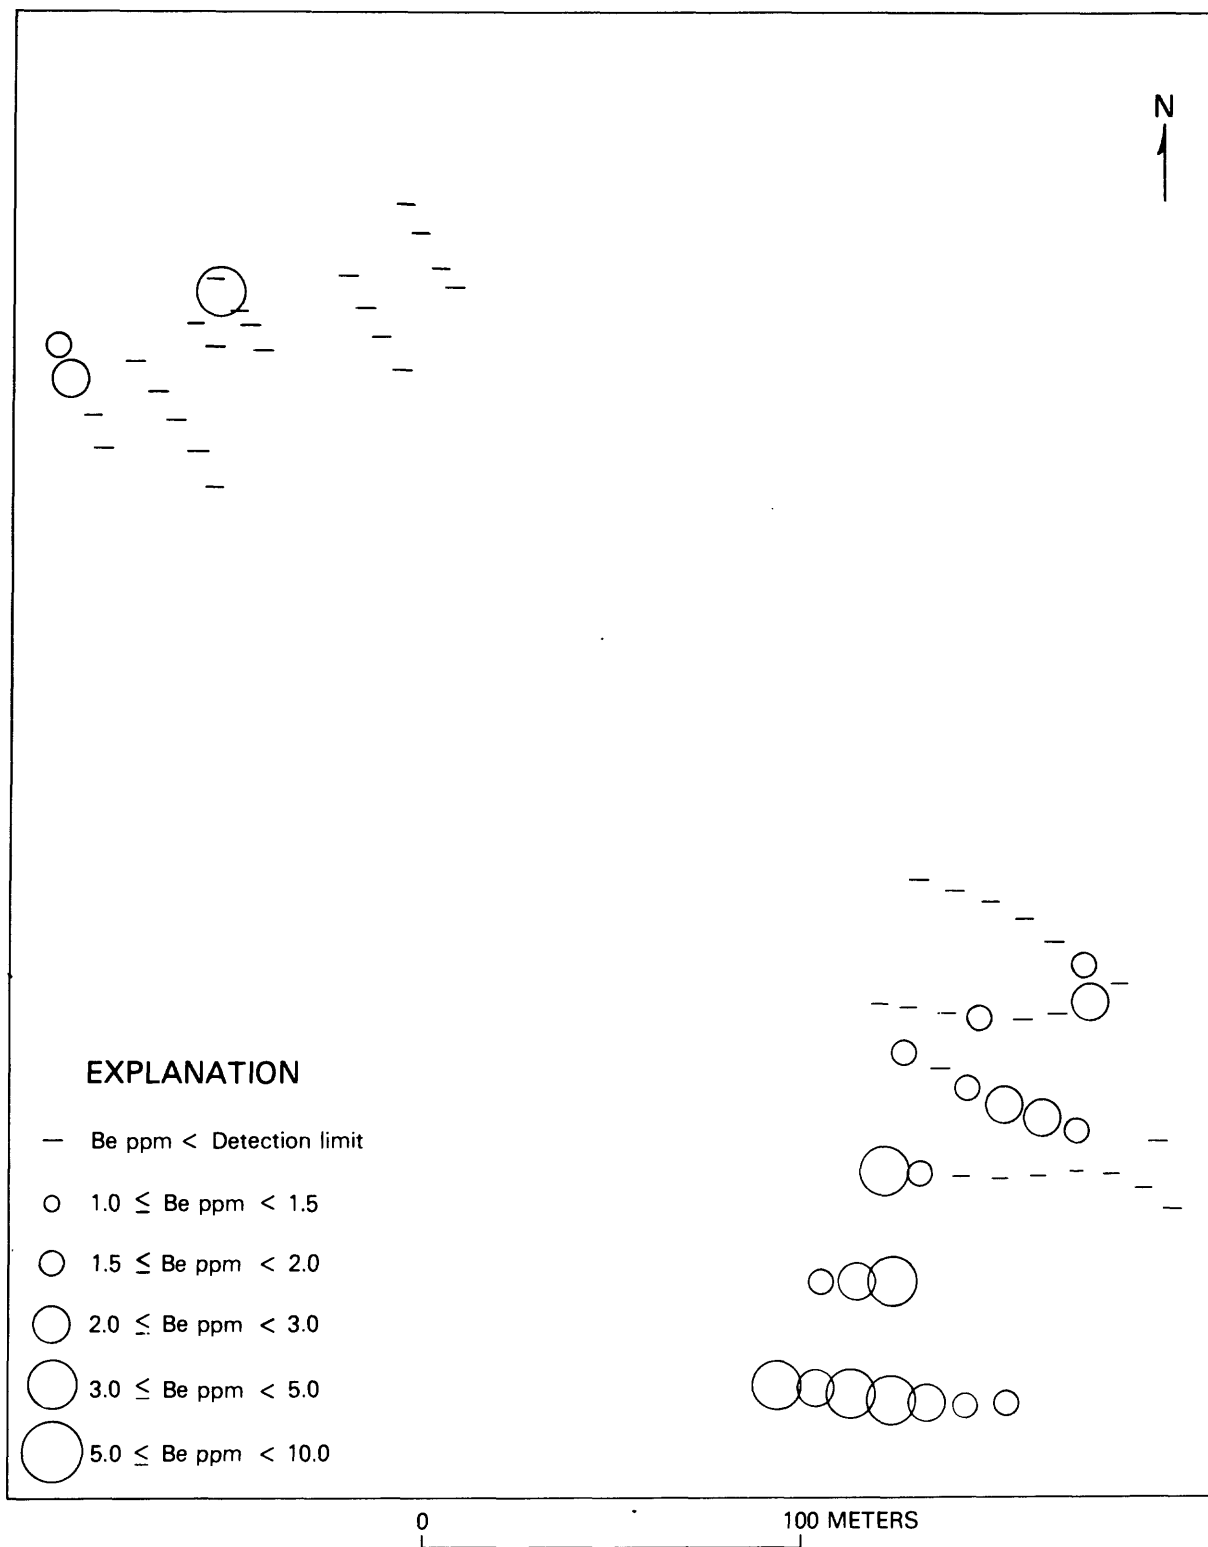 N
EXPLANATION
— Be ppm < Detection limit
1.0 ≤ Be ppm < 1.5
1.5 ≤ Be ppm < 2.0
2.0 ≤ Be ppm < 3.0
3.0 ≤ Be ppm < 5.0
5.0 ≤ Be ppm < 10.0
0 100 METERS